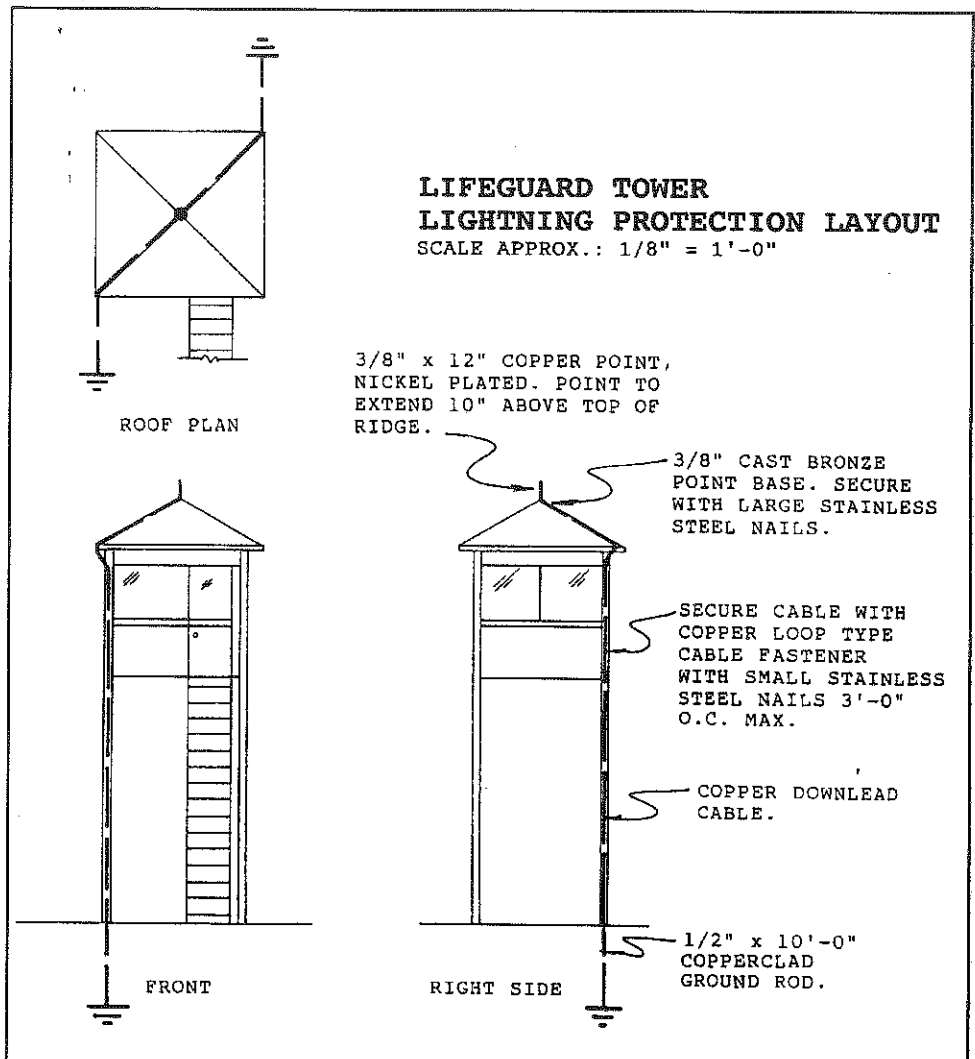 LIFEGUARD TOWER
LIGHTNING PROTECTION LAYOUT
SCALE APPROX.: 1/8" = 1'-0"
ROOF PLAN
3/8" x 12" COPPER POINT,
NICKEL PLATED. POINT TO
EXTEND 10" ABOVE TOP OF
RIDGE.
3/8" CAST BRONZE
POINT BASE. SECURE
WITH LARGE STAINLESS
STEEL NAILS.
SECURE CABLE WITH
COPPER LOOP TYPE
CABLE FASTENER
WITH SMALL STAINLESS
STEEL NAILS 3'-0"
O.C. MAX.
COPPER DOWNLEAD
CABLE.
1/2" x 10'-0"
COPPERCLAD
GROUND ROD.
FRONT
RIGHT SIDE